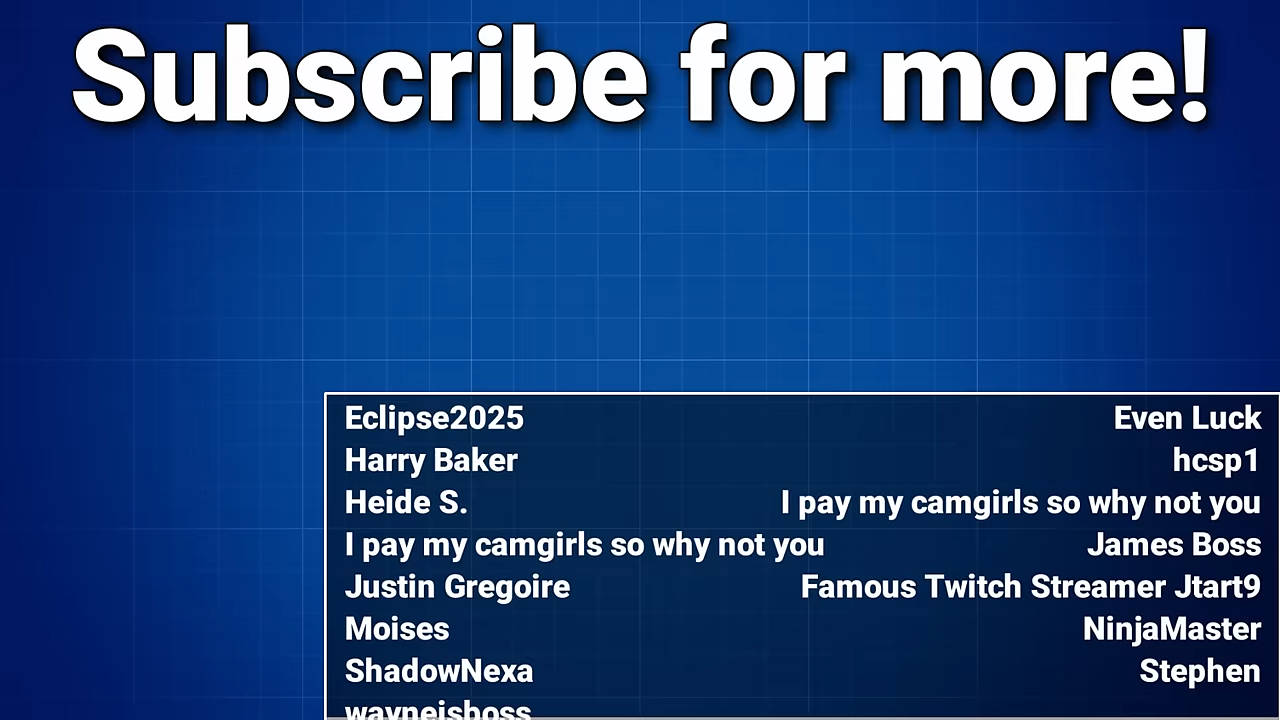 Subscribe for more!
Eclipse2025
Harry Baker
Heide S.
I pay my camgirls so why not you
Justin Gregoire
Moises
ShadowNexa
wayneisboss
Even Luck
hcsp1
I pay my camgirls so why not you
James Boss
Famous Twitch Streamer Jtart9
NinjaMaster
Stephen